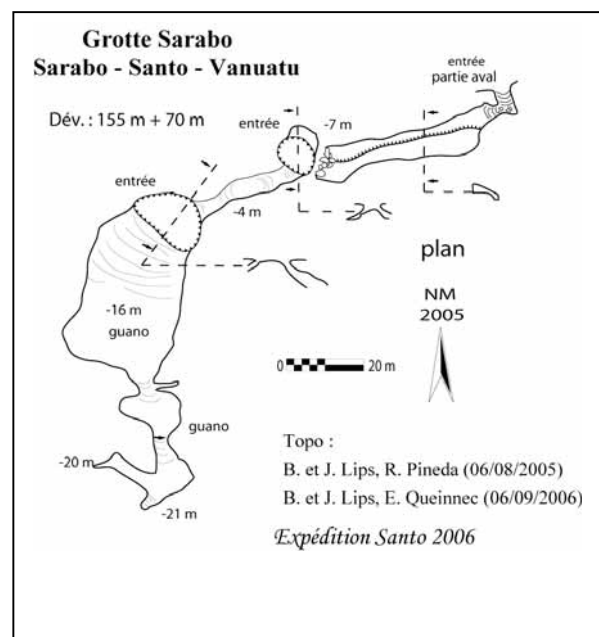 Grotte Sarabo
Sarabo - Santo - Vanuatu
Dév. : 155 m + 70 m
entrée
partie aval
entrée
-7 m
entrée
-4 m
plan
-16 m
guano
NM
2005
0
20 m
guano
-20 m
-21 m
Topo :
B. et J. Lips, R. Pineda (06/08/2005)
B. et J. Lips, E. Queinnec (06/09/2006)
Expédition Santo 2006